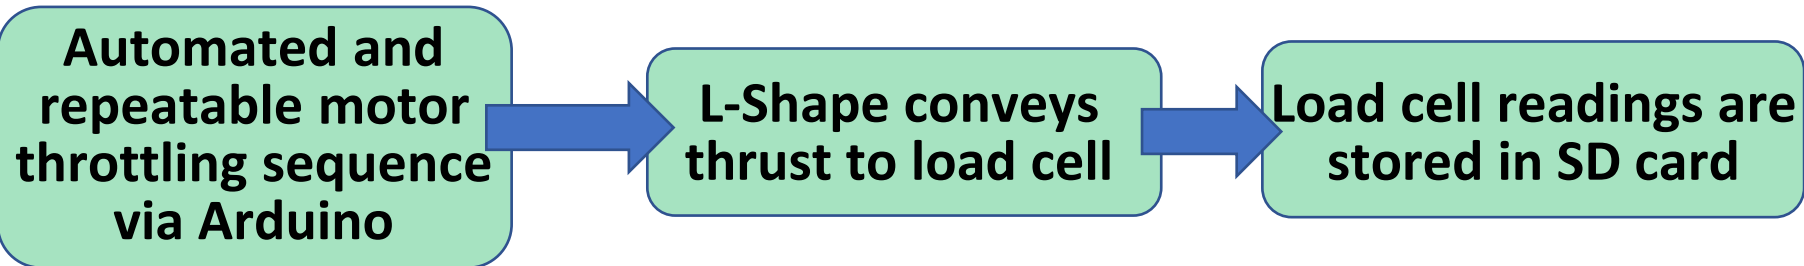 Automated and
repeatable motor
throttling sequence
via Arduino
L-Shape conveys
thrust to load cell
Load cell readings are
stored in SD card